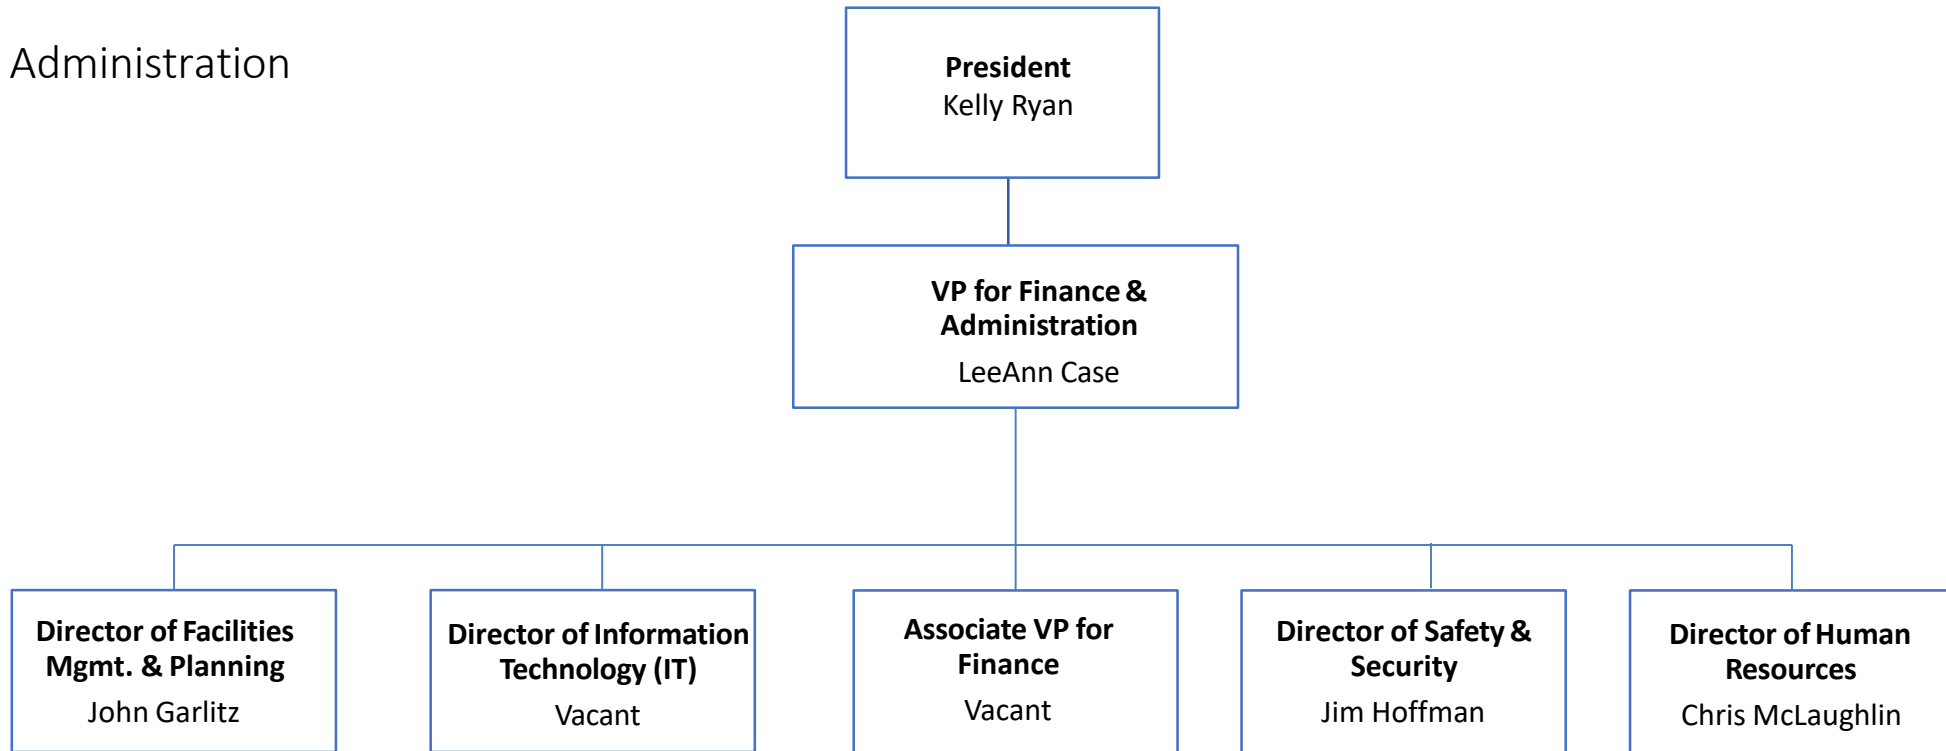 Administration
President
Kelly Ryan
VP for Finance &
Administration
LeeAnn Case
Director of Facilities
Mgmt. & Planning
John Garlitz
Director of Information
Technology (IT)
Vacant
Associate VP for
Finance
Vacant
Director of Safety &
Security
Jim Hoffman
Director of Human
Resources
Chris McLaughlin